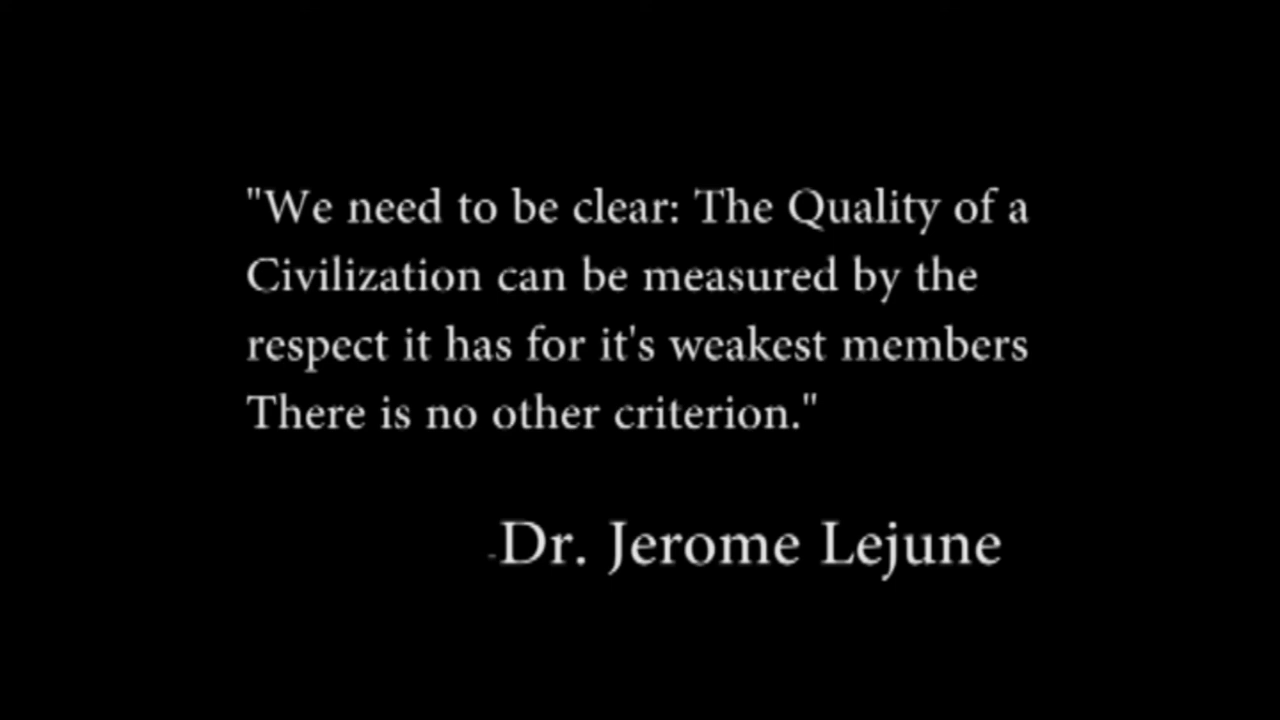 "We need to be clear: The Quality of a
Civilization can be measured by the
respect it has for it's weakest members
There is no other criterion."
-Dr. Jerome Lejune